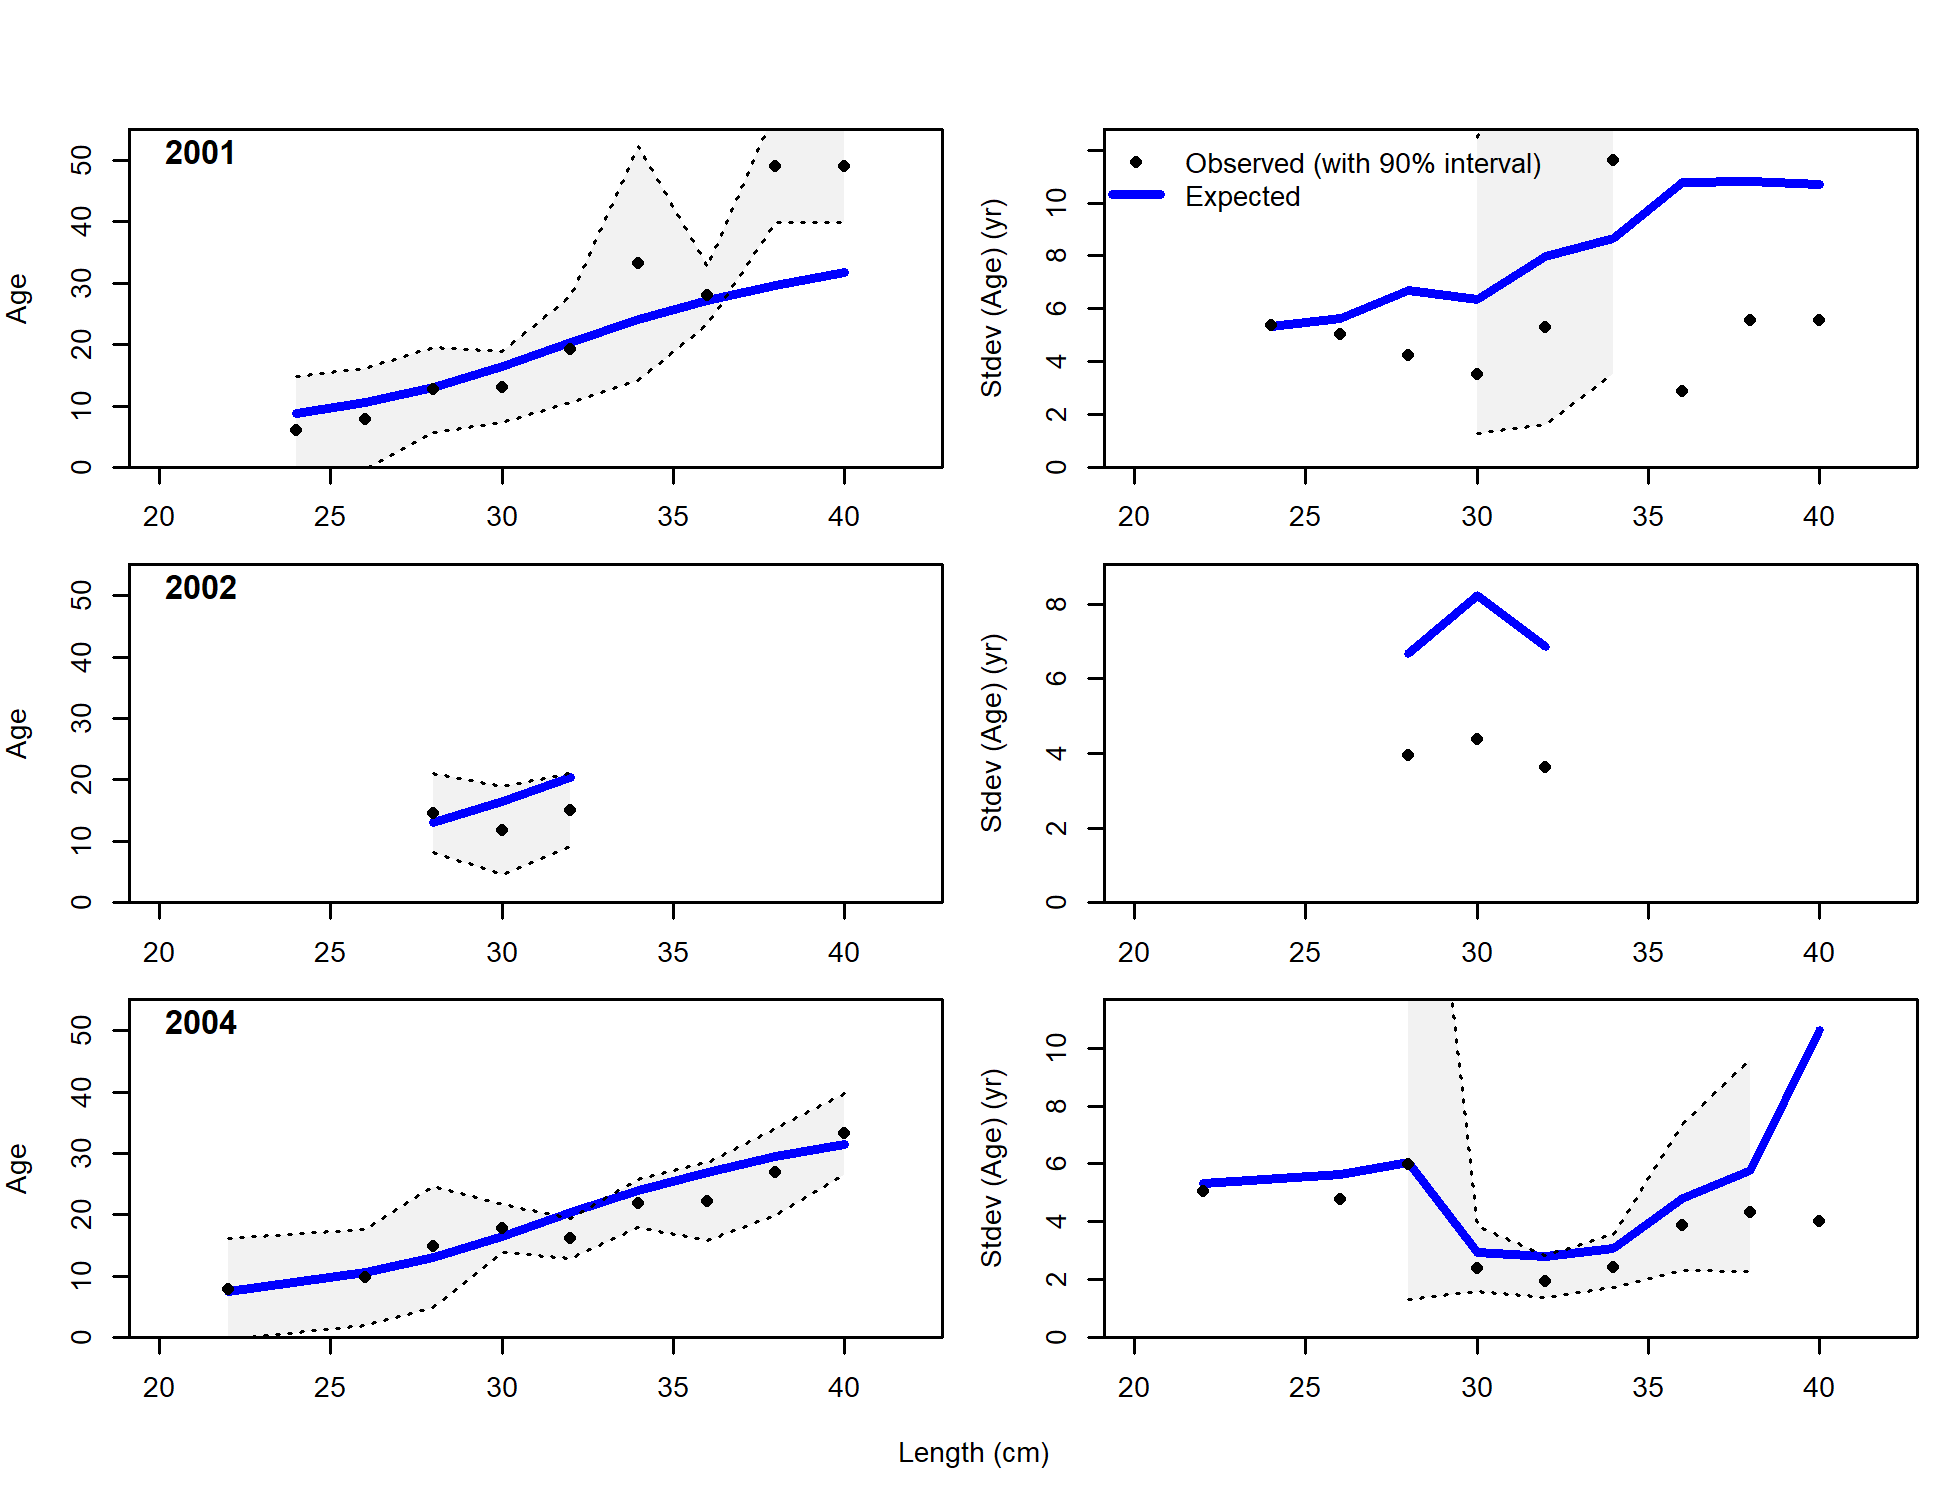 2001
Age
0 10 20 30 40 50
20 25 30 35 40
Observed (with 90% interval)
Expected
Stdev (Age) (yr)
0 2 4 6 8 10
20 25 30 35 40
2002
Age
0 10 20 30 40 50
20 25 30 35 40
Stdev (Age) (yr)
0 2 4 6 8
20 25 30 35 40
2004
Age
0 10 20 30 40 50
20 25 30 35 40
Stdev (Age) (yr)
0 2 4 6 8 10
20 25 30 35 40
Length (cm)